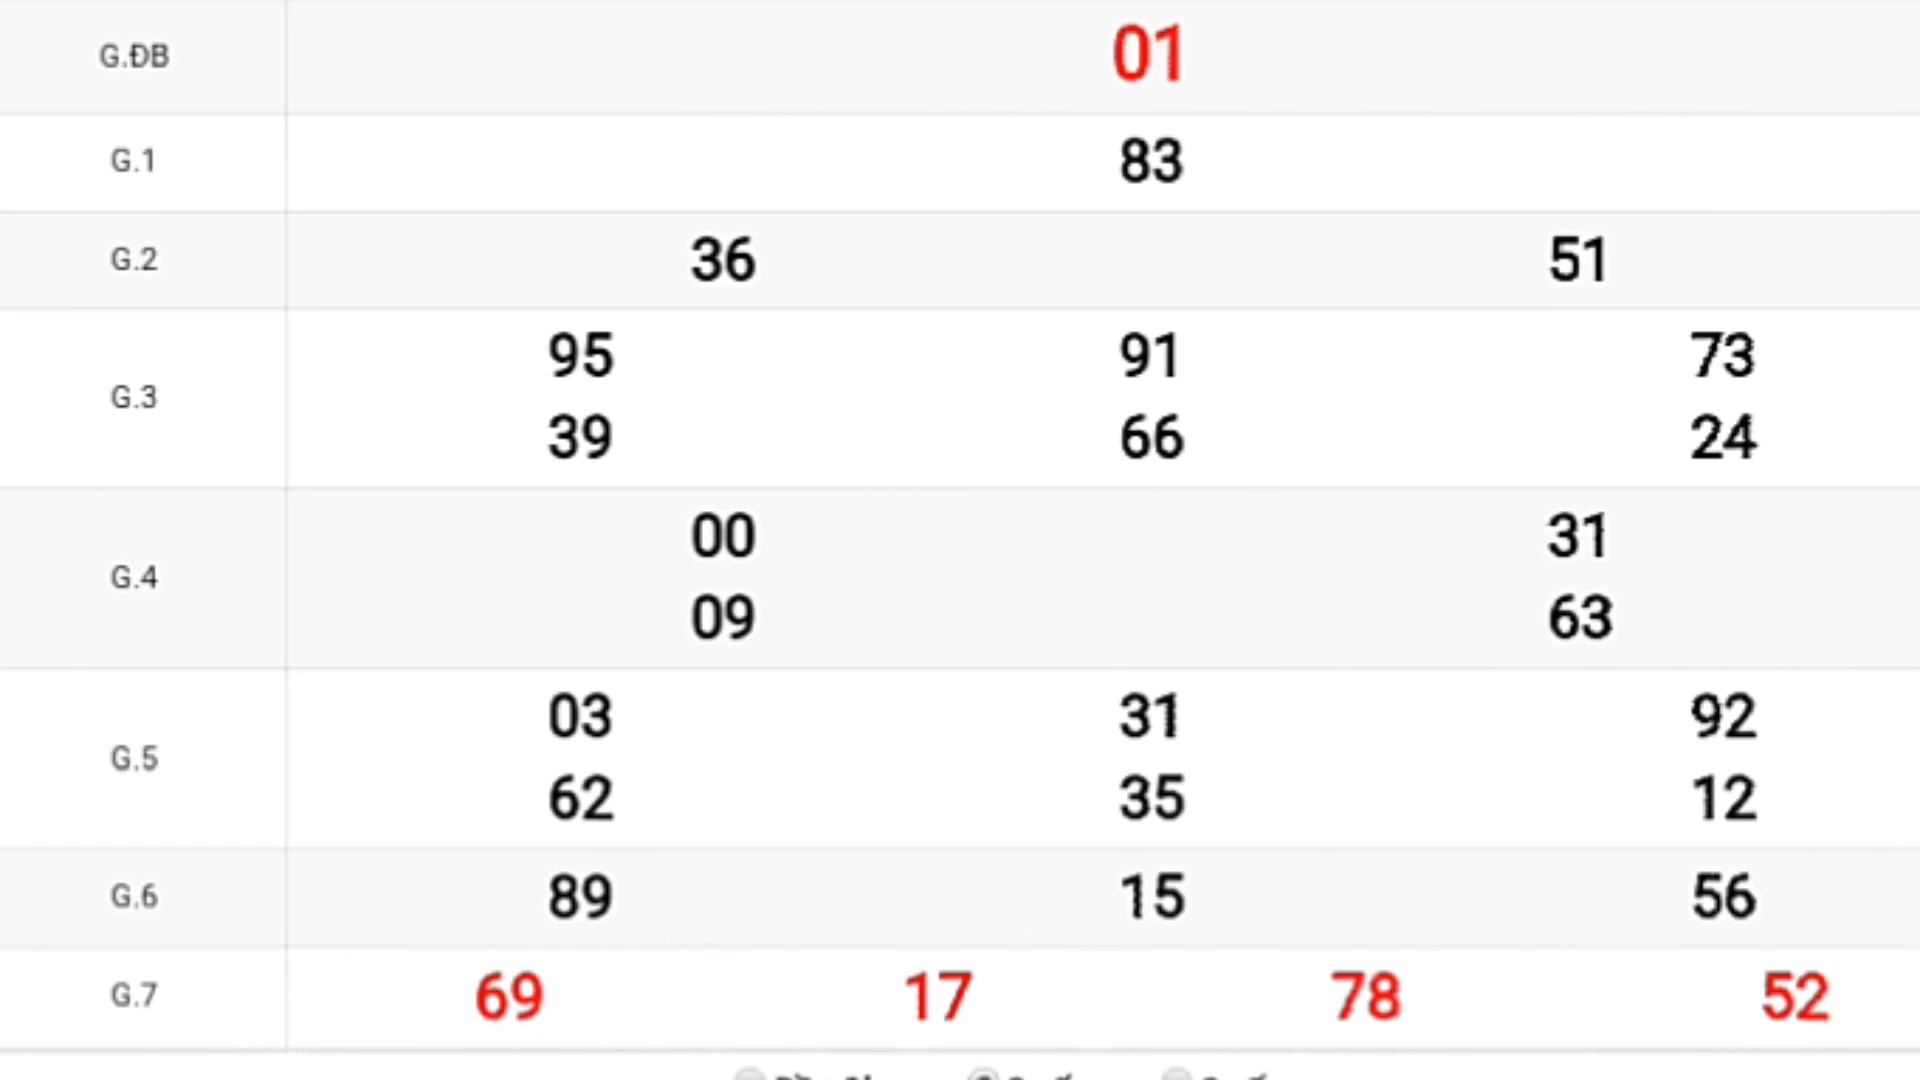 G.ĐB 01
G.1 83
G.2 36 51
G.3 95 91 73
39 66 24
G.4 00 31
09 63
G.5 03 31 92
62 35 12
G.6 89 15 56
G.7 69 17 78 52